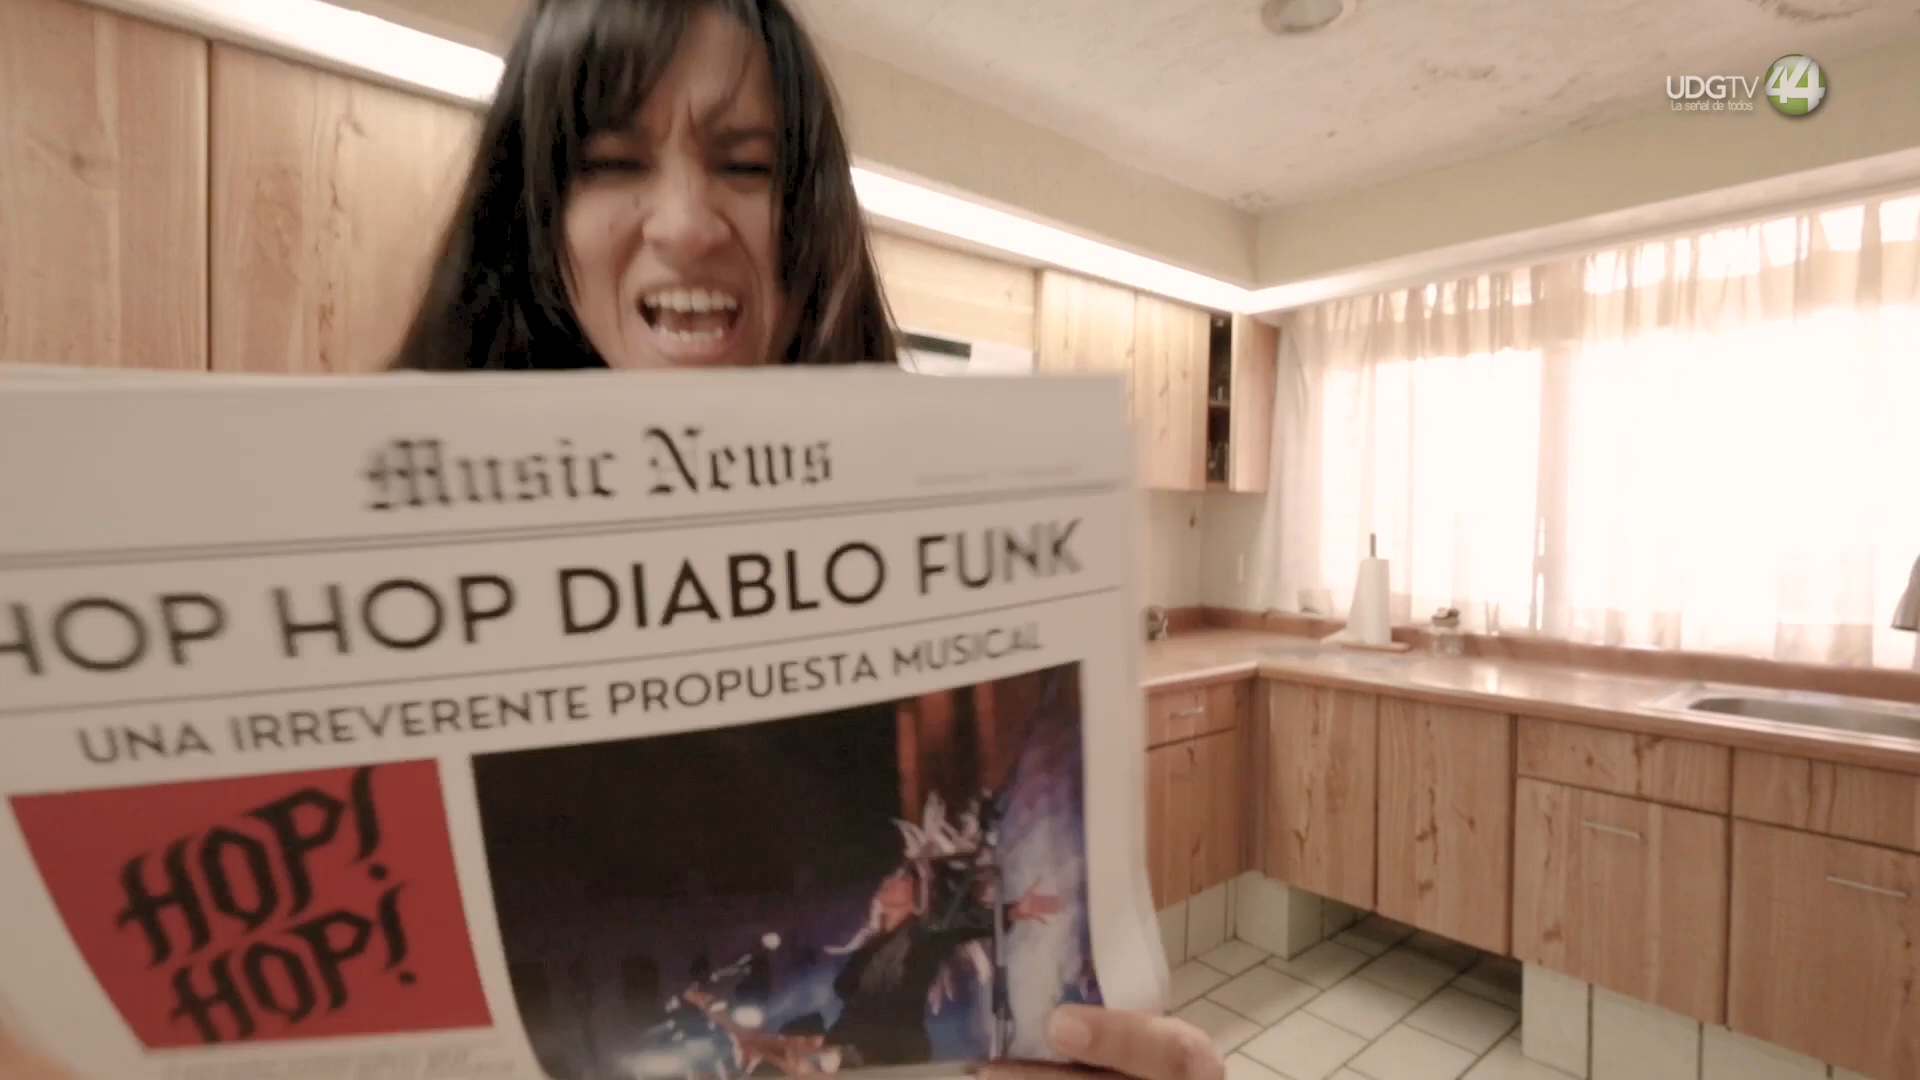 UDGTV 44
La señal de todos
Music News
HOP HOP DIABLO FUNK
UNA IRREVERENTE PROPUESTA MUSICAL
HOP!
HOP!